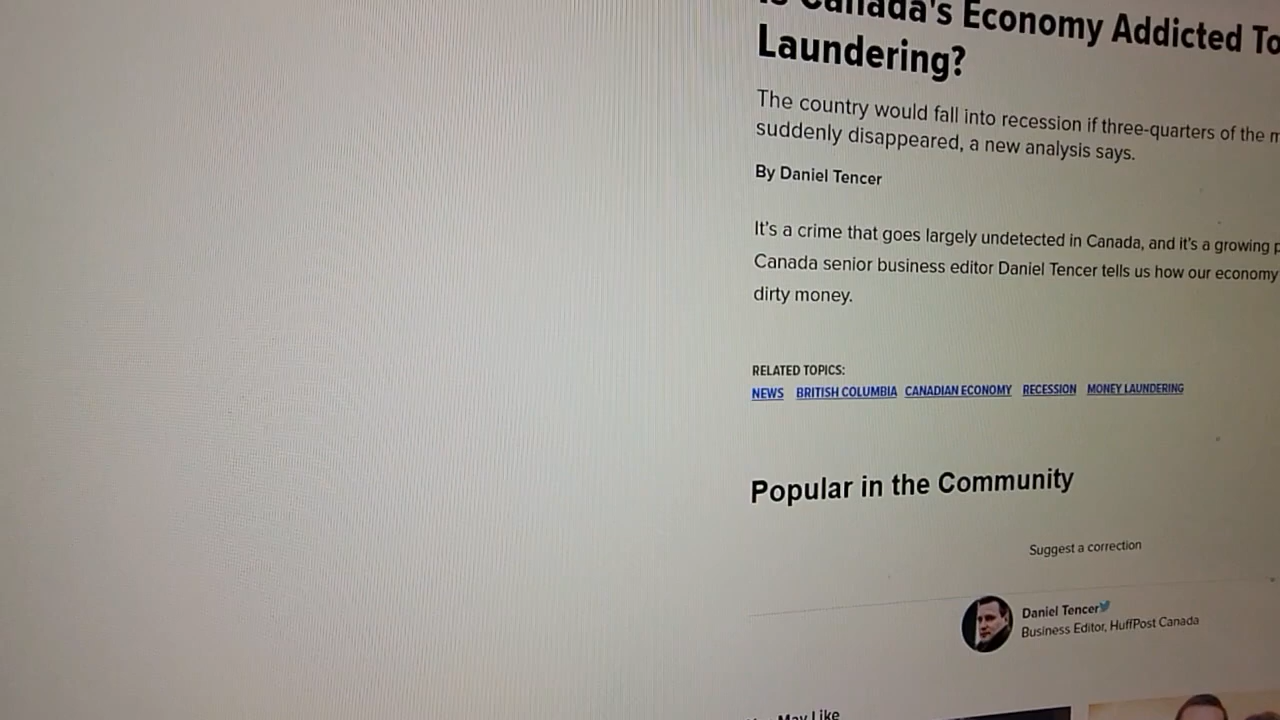 Canada's Economy Addicted To
Laundering?
The country would fall into recession if three-quarters of the
suddenly disappeared, a new analysis says.
By Daniel Tencer
It's a crime that goes largely undetected in Canada, and it's a growing
Canada senior business editor Daniel Tencer tells us how our economy
dirty money.
RELATED TOPICS:
NEWS BRITISH COLUMBIA CANADIAN ECONOMY RECESSION MONEY LAUNDERING
Popular in the Community
Suggest a correction
Daniel Tencer
Business Editor, HuffPost Canada
May Like